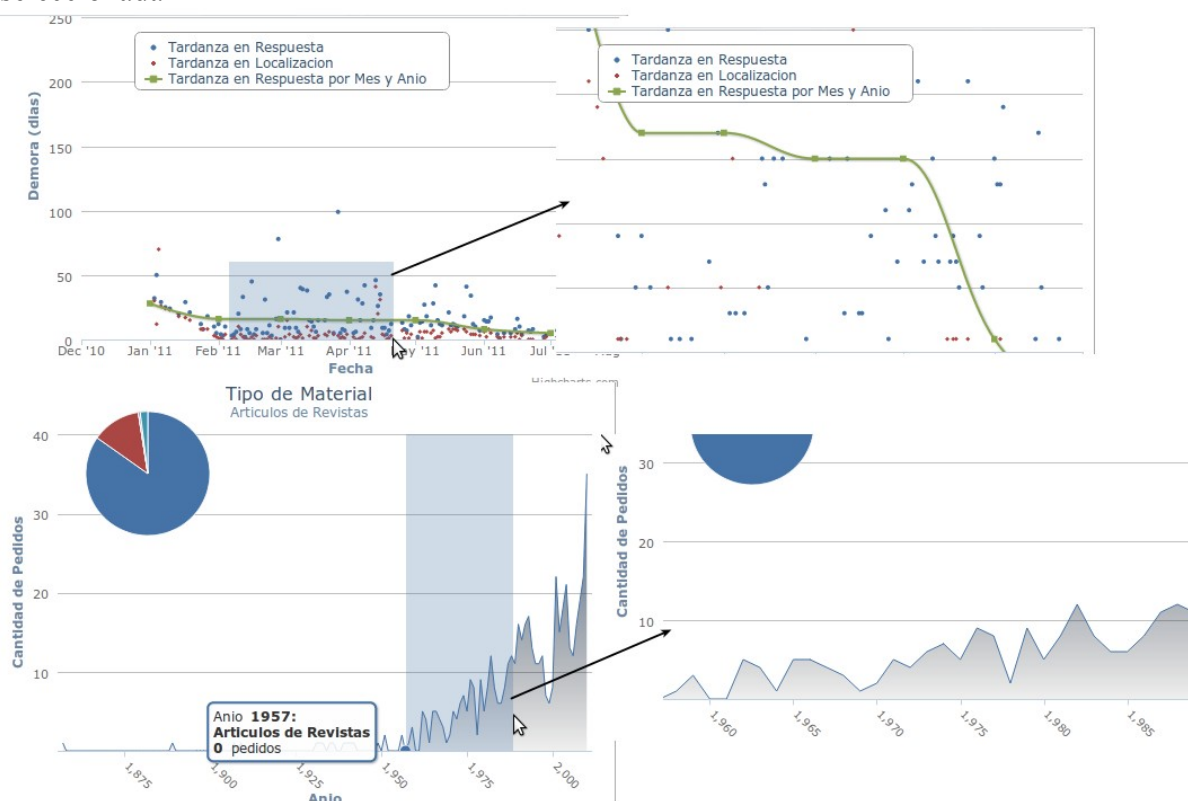 250
Tardanza en Respuesta
Tardanza en Localizacion
Tardanza en Respuesta por Mes y Anio
200
150
100
50
0
Demora (dias)
Dec '10
Jan '11
Feb '11
Mar '11
Apr '11
y '11
Jun '11
Jul '
Fecha
Highcharts.com
Tardanza en Respuesta
Tardanza en Localizacion
Tardanza en Respuesta por Mes y Anio
Tipo de Material
Articulos de Revistas
40
30
20
10
Cantidad de Pedidos
Anio 1957:
Articulos de Revistas
0 pedidos
1,875
1,900
1,925
1,950
1,975
2,000
Anio
30
20
10
Cantidad de Pedidos
1,960
1,965
1,970
1,975
1,980
1,985